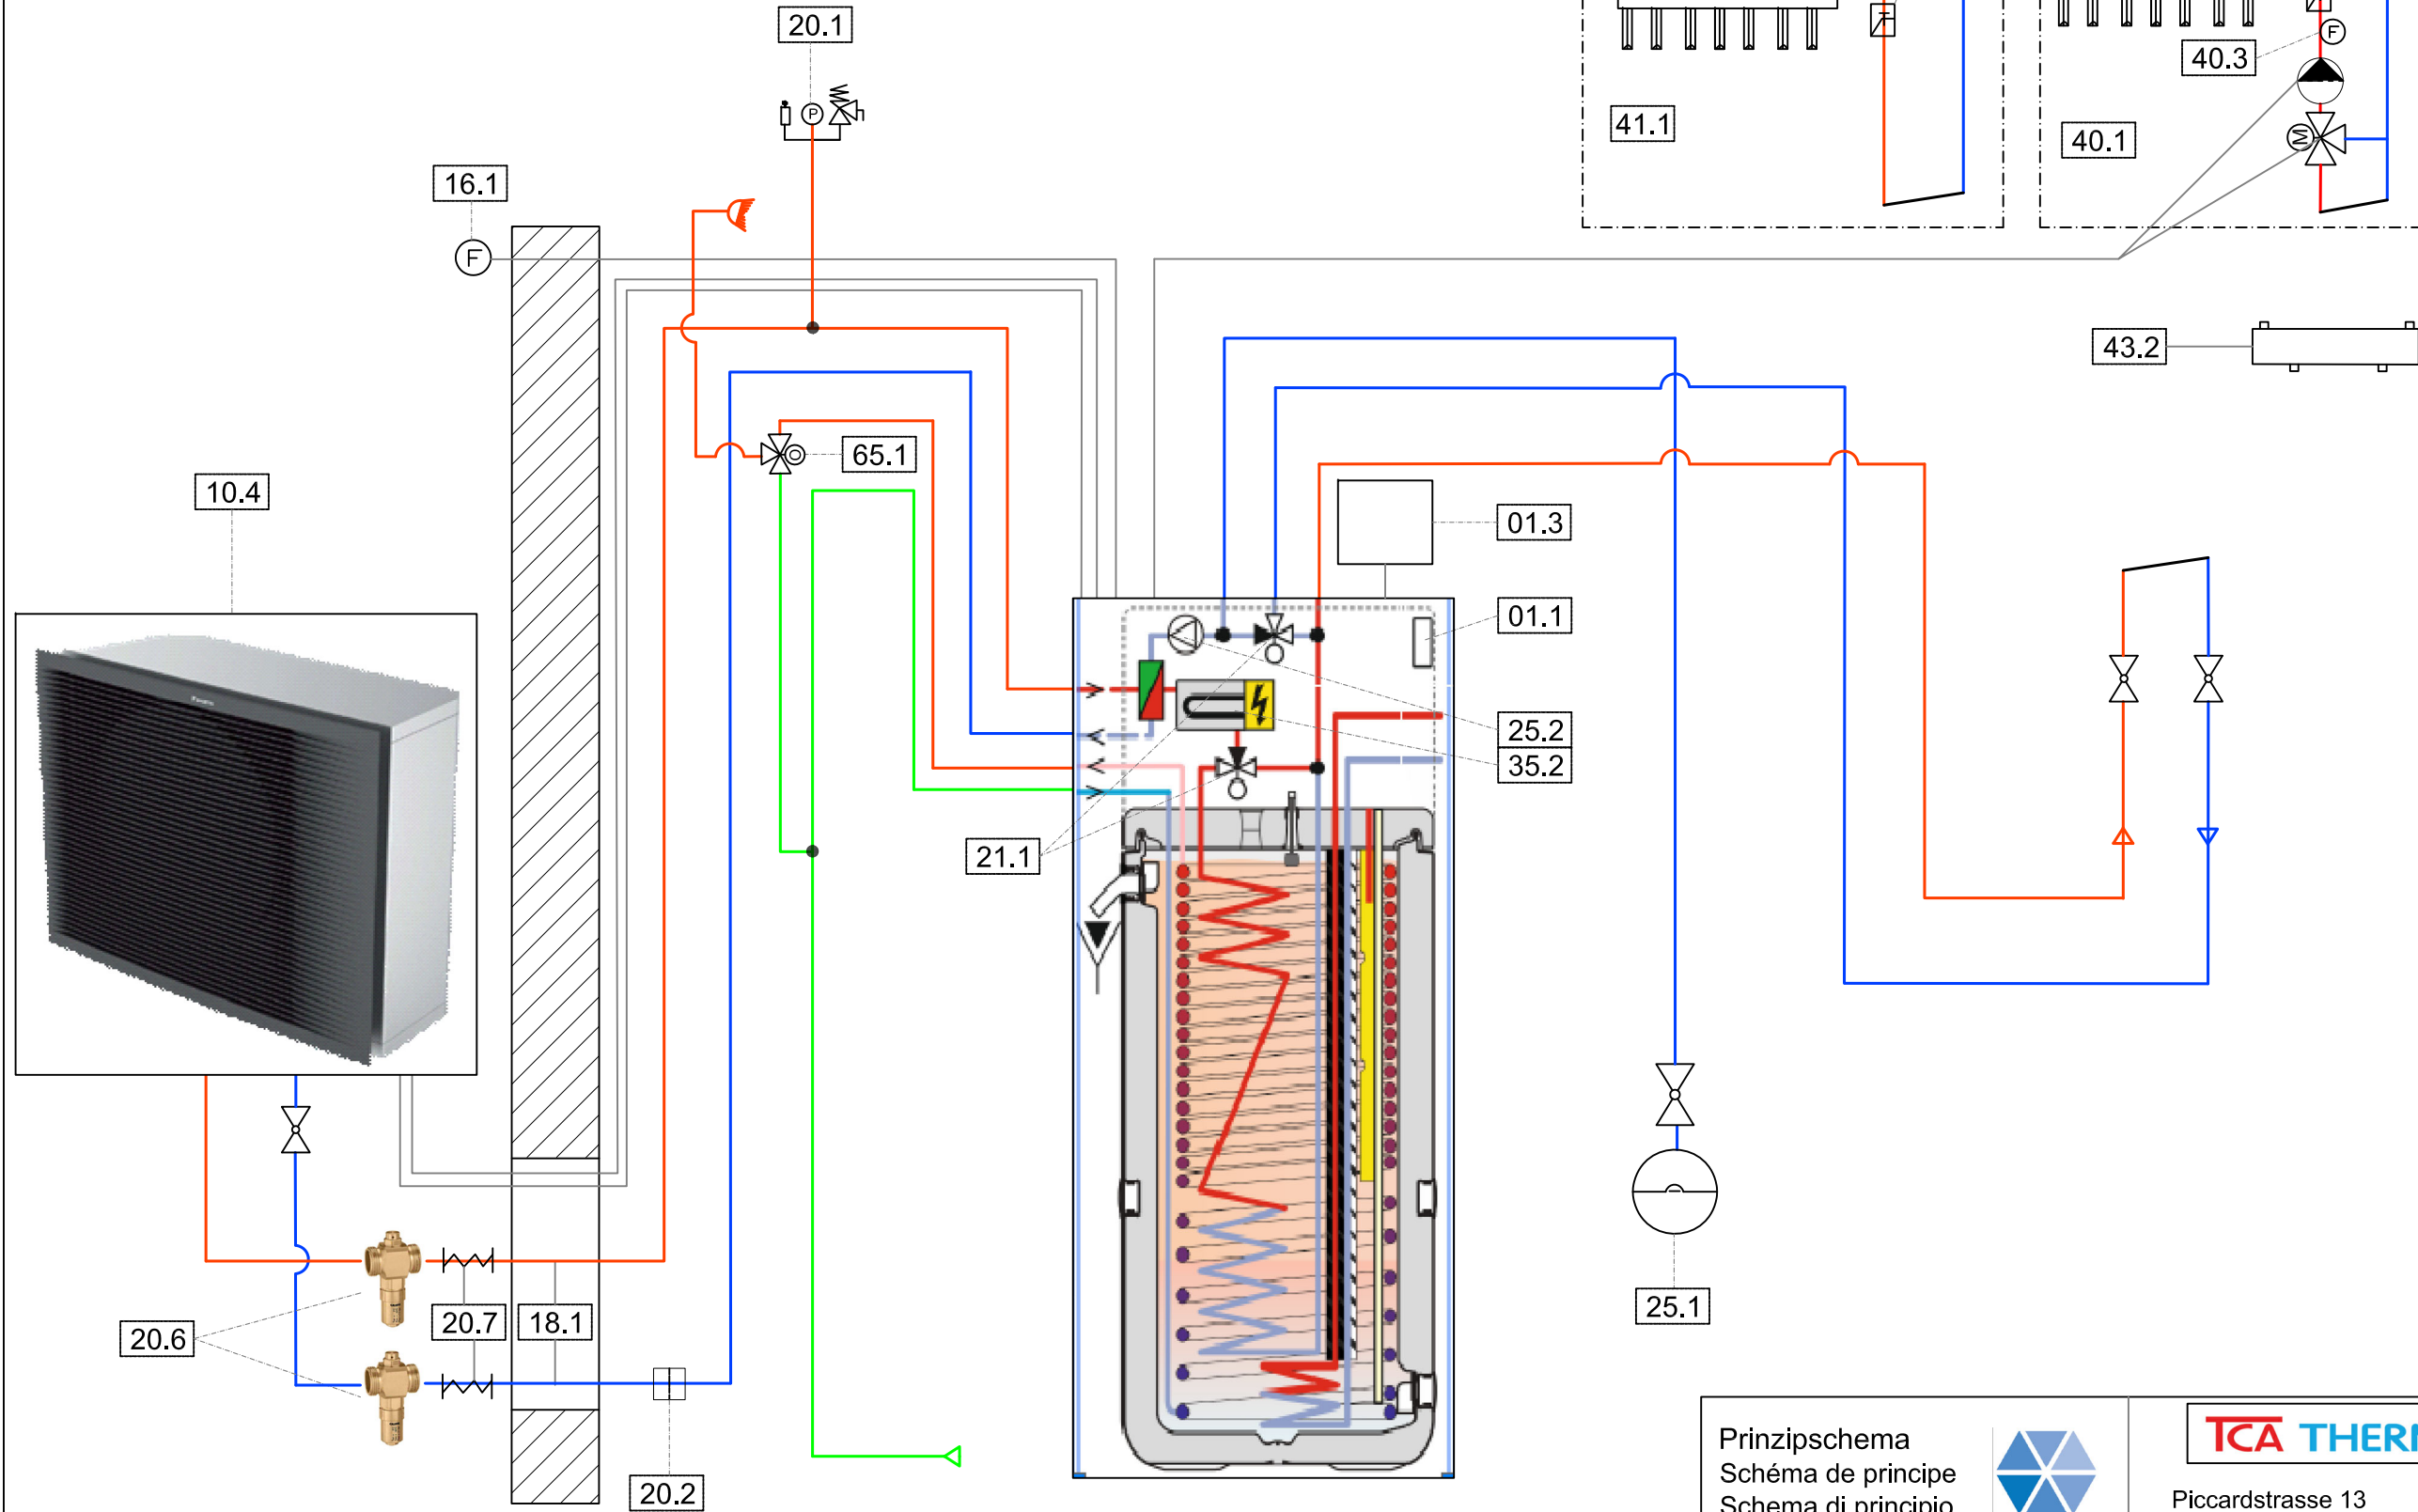 20.1
P
40.3
F
41.1
40.1
M
16.1
F
43.2
65.1
10.4
01.3
01.1
25.2
35.2
21.1
20.6
20.7
18.1
25.1
20.2
Prinzipschema
Schéma de principe
Schema di principio
TCA THER
Piccardstrasse 13